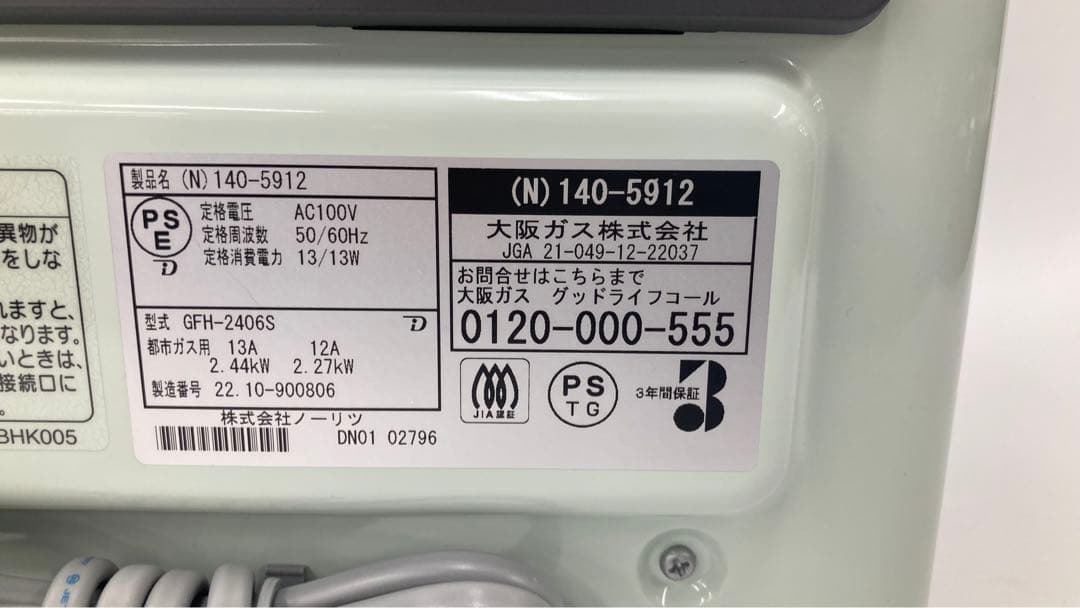 異物が
をしな
れますと、
なります。
いときは、
接続口に
BHK005
製品名 (N)140-5912
PS
E
定格電圧 AC100V
定格周波数 50/60Hz
定格消費電力 13/13W
型式 GFH-2406S
都市ガス用 13A 12A
2.44kW 2.27kW
製造番号 22.10-900806
株式会社ノーリツ
DN01 02796
(N)140-5912
大阪ガス株式会社
JGA 21-049-12-22037
お問合せはこちらまで
大阪ガス グッドライフコール
0120-000-555
JIA認証
PS
TG
3年間保証
3